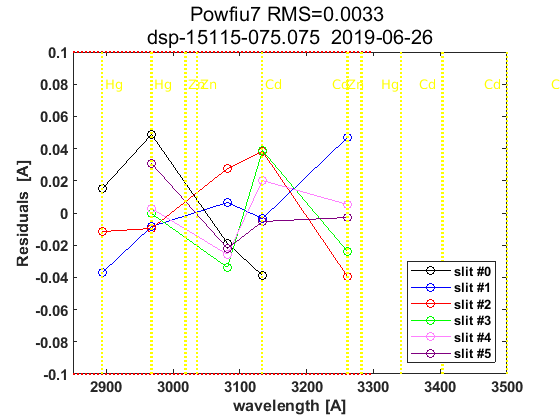 Powfiu7 RMS=0.0033
dsp-15115-075.075  2019-06-26
0.1
0.08
0.06
0.04
0.02
0
-0.02
-0.04
-0.06
-0.08
-0.1
Residuals [A]
Hg Hg Zn Zn Cd Cd Zn Hg Cd Cd
slit #0
slit #1
slit #2
slit #3
slit #4
slit #5
2900 3000 3100 3200 3300 3400 3500
wavelength [A]